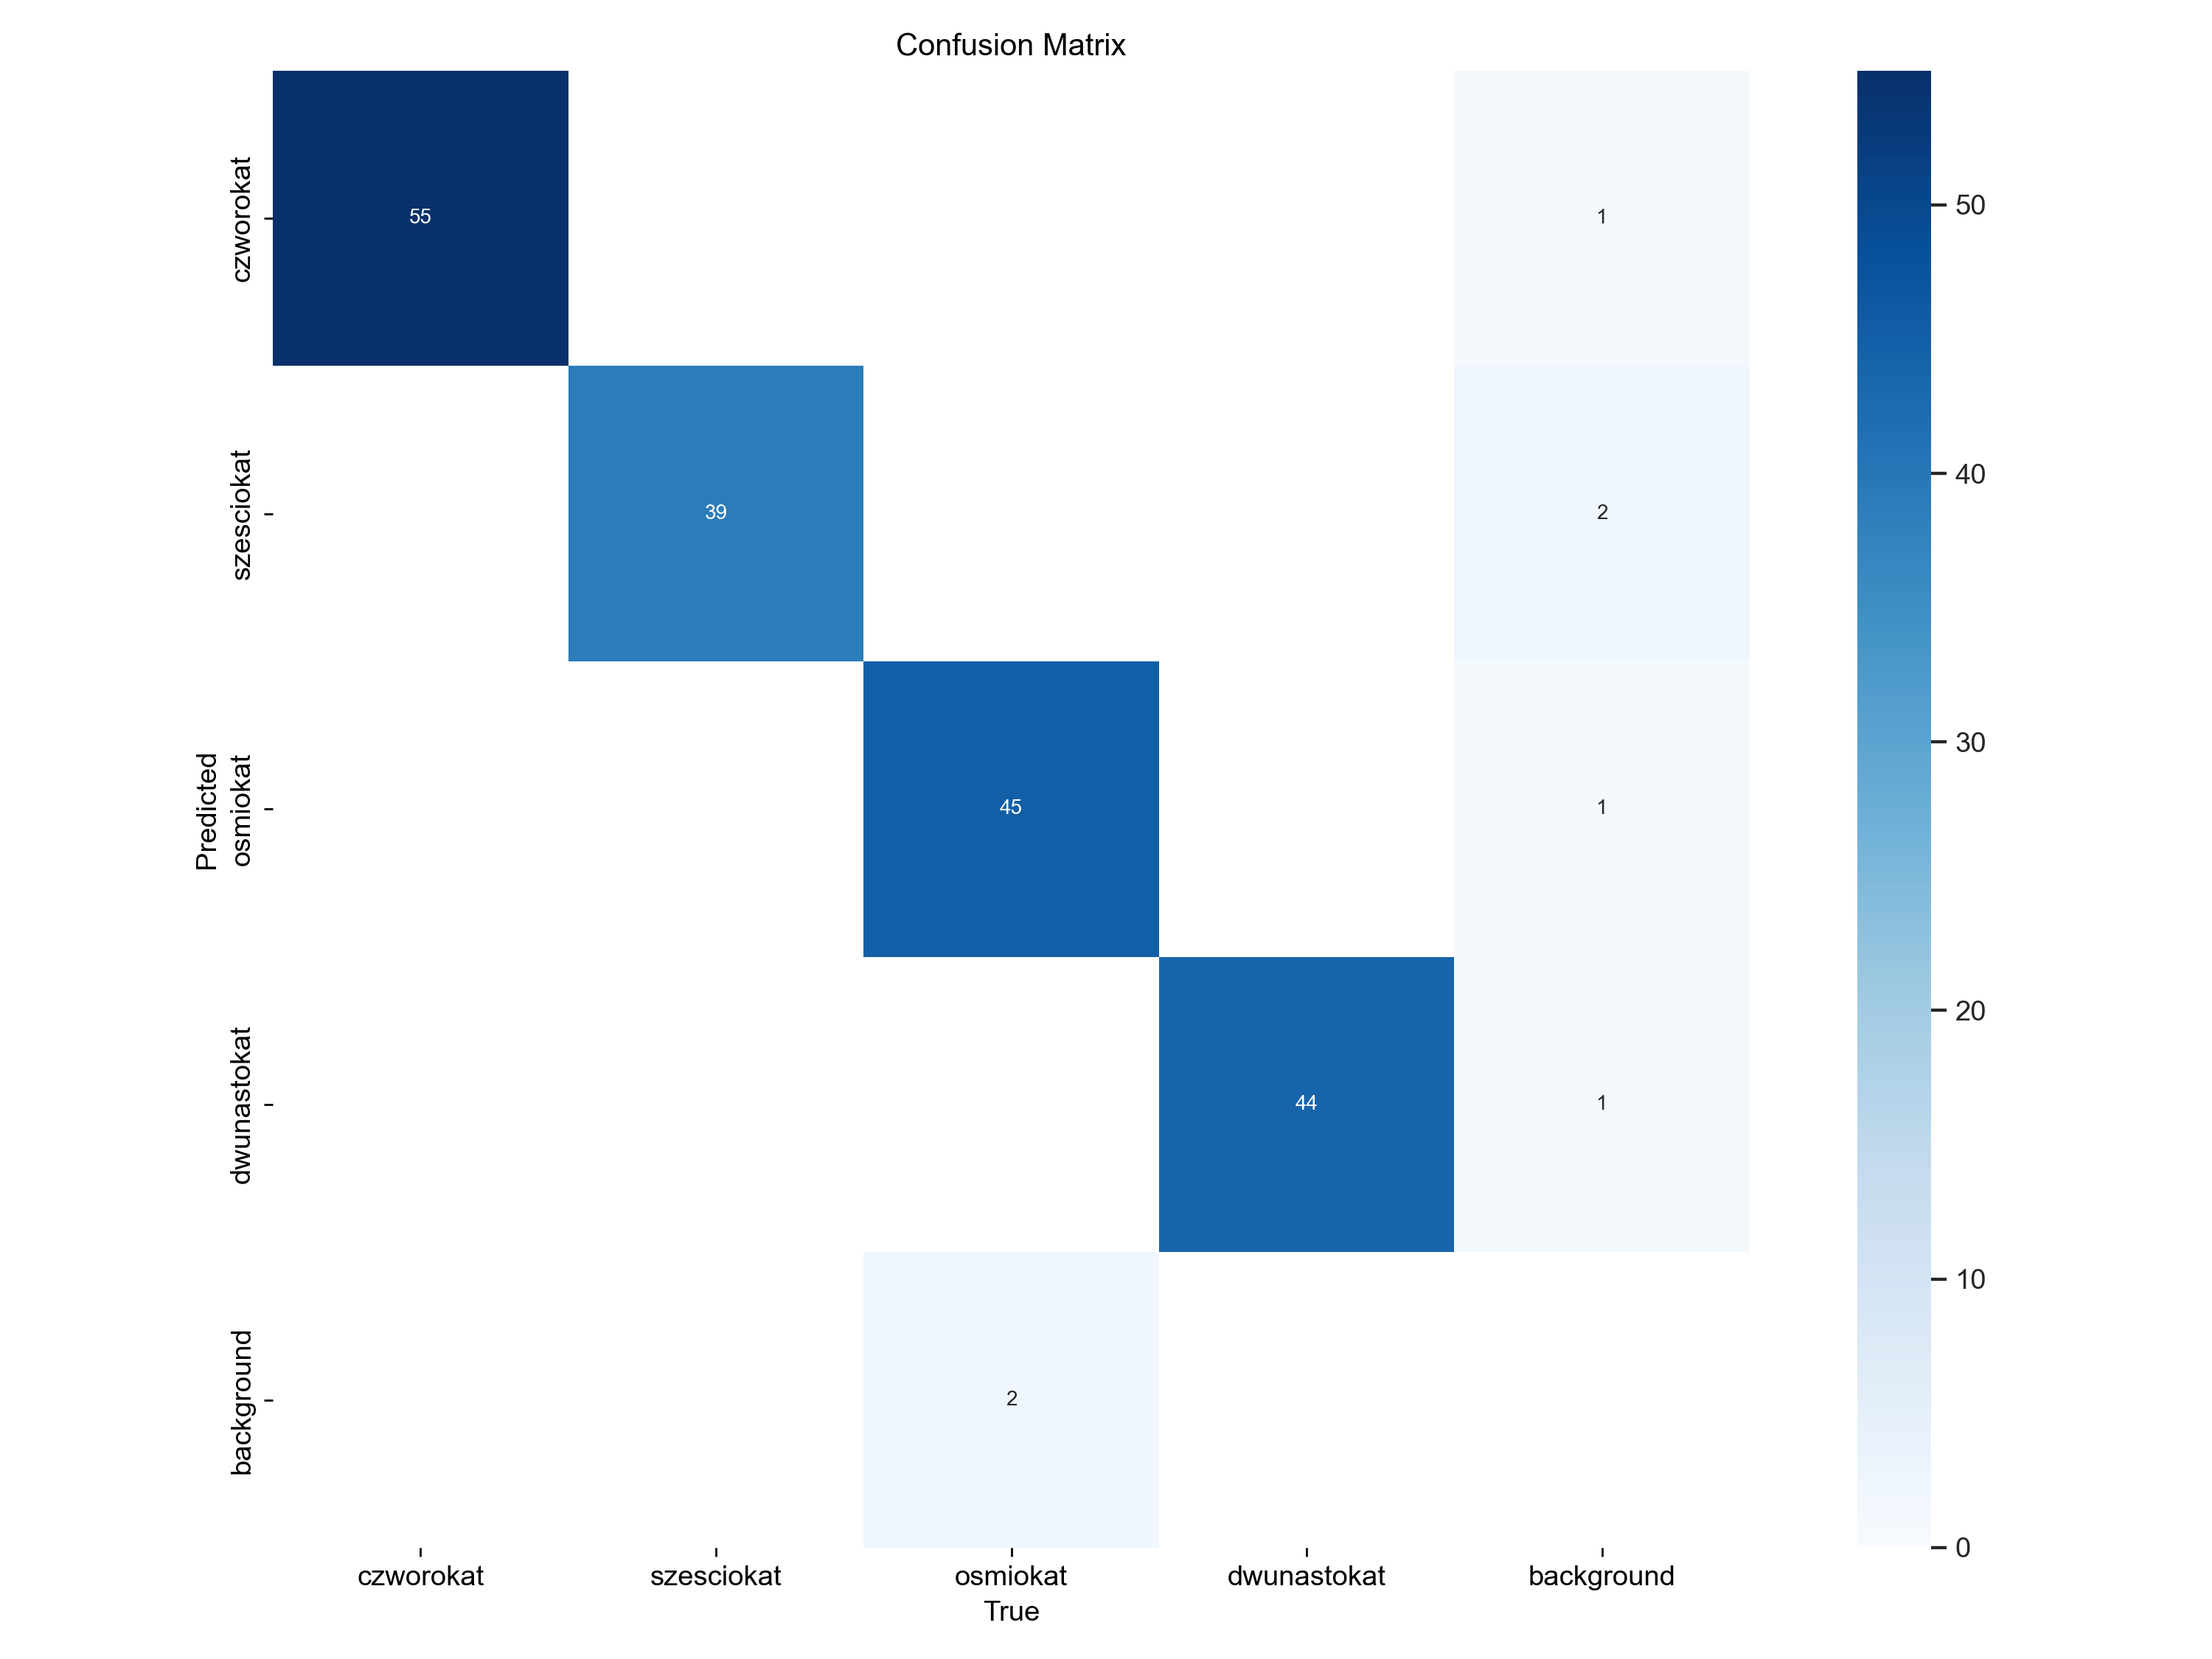 Confusion Matrix
czworokat
55
1
50
szesciokat
39
2
40
30
Predicted
osmiokat
45
1
20
dwunastokat
44
1
10
background
2
0
czworokat szesciokat osmiokat dwunastokat background
True